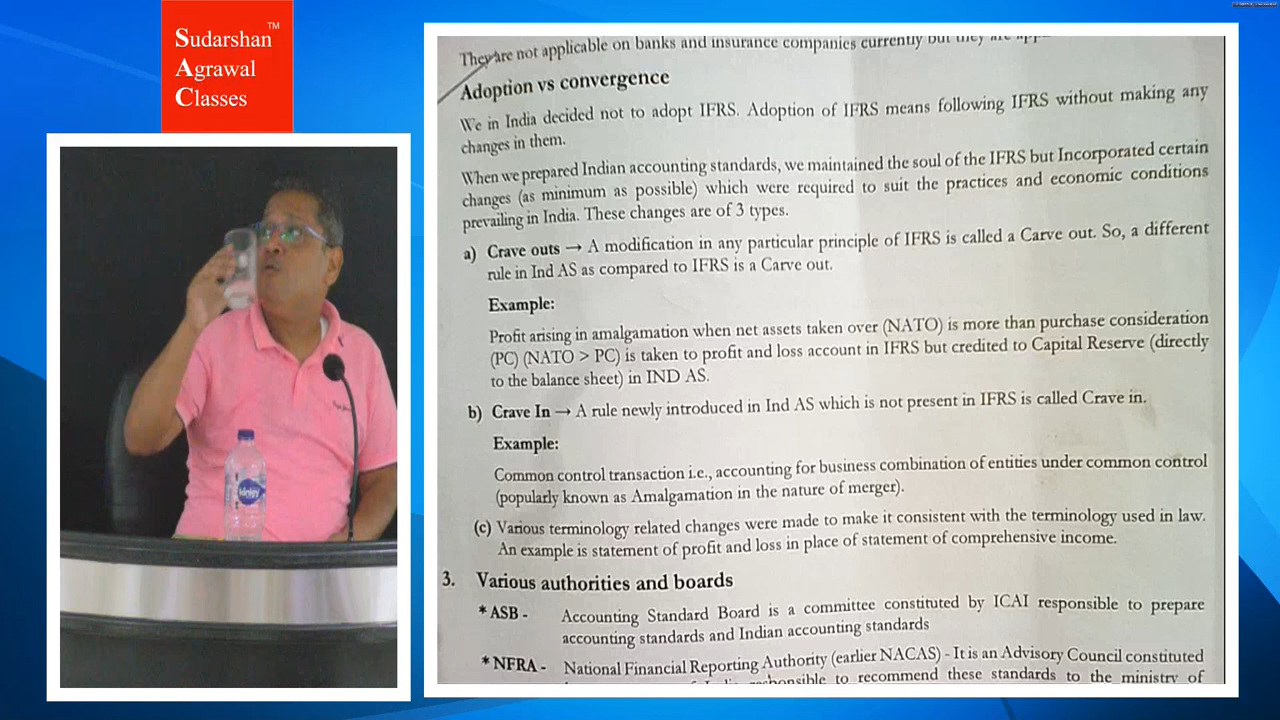 Sudarshan™
Agrawal
Classes
They are not applicable on banks and insurance companies currently but they are
Adoption vs convergence
We in India decided not to adopt IFRS. Adoption of IFRS means following IFRS without making any
changes in them.
When we prepared Indian accounting standards, we maintained the soul of the IFRS but Incorporated certain
changes (as minimum as possible) which were required to suit the practices and economic conditions
prevailing in India. These changes are of 3 types.
a) Crave outs → A modification in any particular principle of IFRS is called a Carve out. So, a different
rule in Ind AS as compared to IFRS is a Carve out.
Example:
Profit arising in amalgamation when net assets taken over (NATO) is more than purchase consideration
(PC) (NATO > PC) is taken to profit and loss account in IFRS but credited to Capital Reserve (directly
to the balance sheet) in IND AS.
b) Crave In → A rule newly introduced in Ind AS which is not present in IFRS is called Crave in.
Example:
Common control transaction i.e., accounting for business combination of entities under common control
(popularly known as Amalgamation in the nature of merger).
(c) Various terminology related changes were made to make it consistent with the terminology used in law.
An example is statement of profit and loss in place of statement of comprehensive income.
3. Various authorities and boards
* ASB - Accounting Standard Board is a committee constituted by ICAI responsible to prepare
accounting standards and Indian accounting standards
* NFRA - National Financial Reporting Authority (earlier NACAS) - It is an Advisory Council constituted
responsible to recommend these standards to the ministry of
kinley